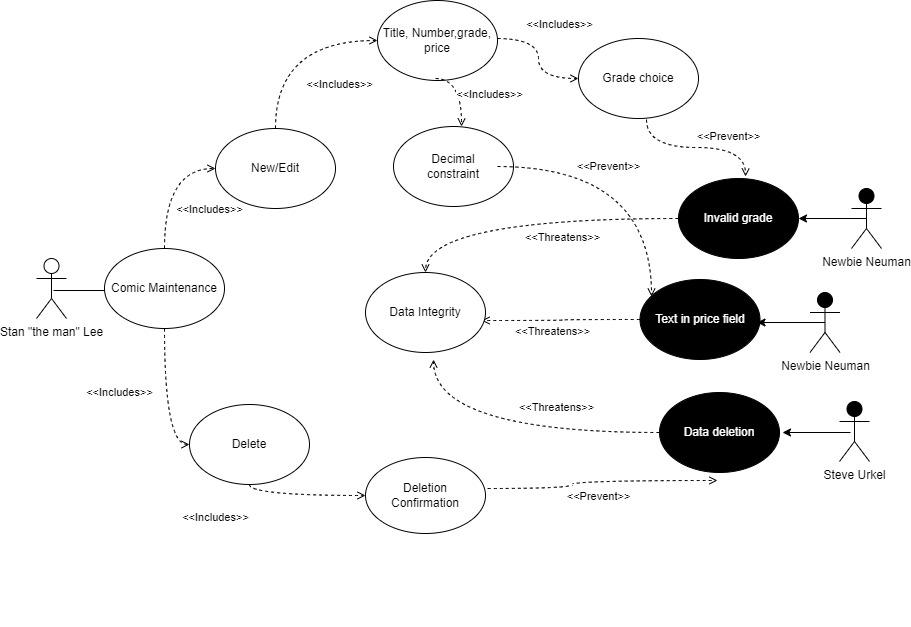 <<Includes>>
Title, Number,grade,
price
Grade choice
<<Includes>>
<<Includes>>
<<Prevent>>
Decimal
constraint
<<Prevent>>
New/Edit
<<Includes>>
Invalid grade
<<Threatens>>
Newbie Neuman
Comic Maintenance
Data Integrity
Text in price field
Stan "the man" Lee
<<Threatens>>
Newbie Neuman
<<Includes>>
<<Threatens>>
Data deletion
Delete
Steve Urkel
Deletion
Confirmation
<<Prevent>>
<<Includes>>